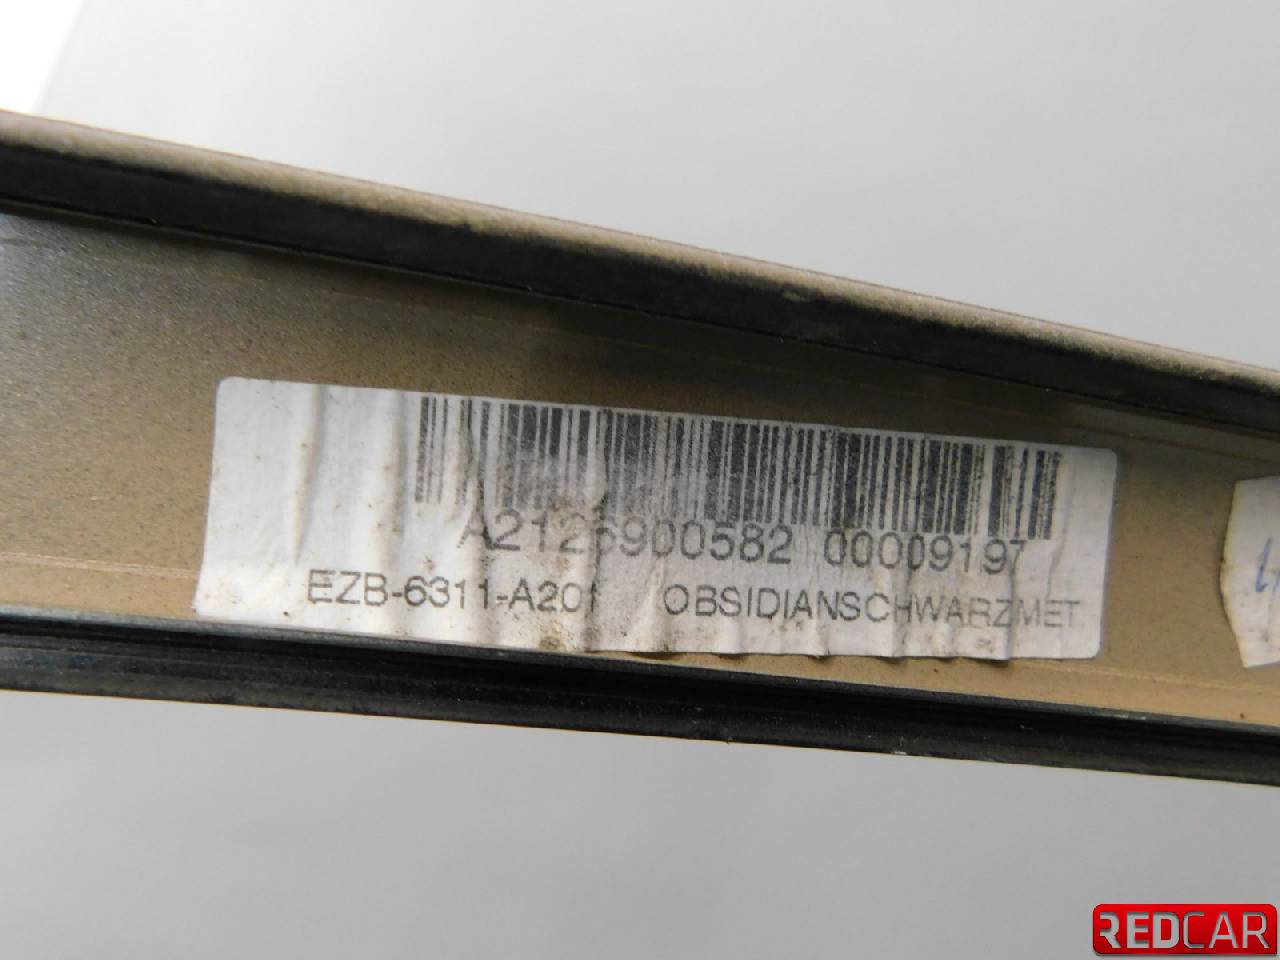 A2126900582 00009197
EZB-6311-A201 OBSIDIANSCHWARZMET.
REDCAR